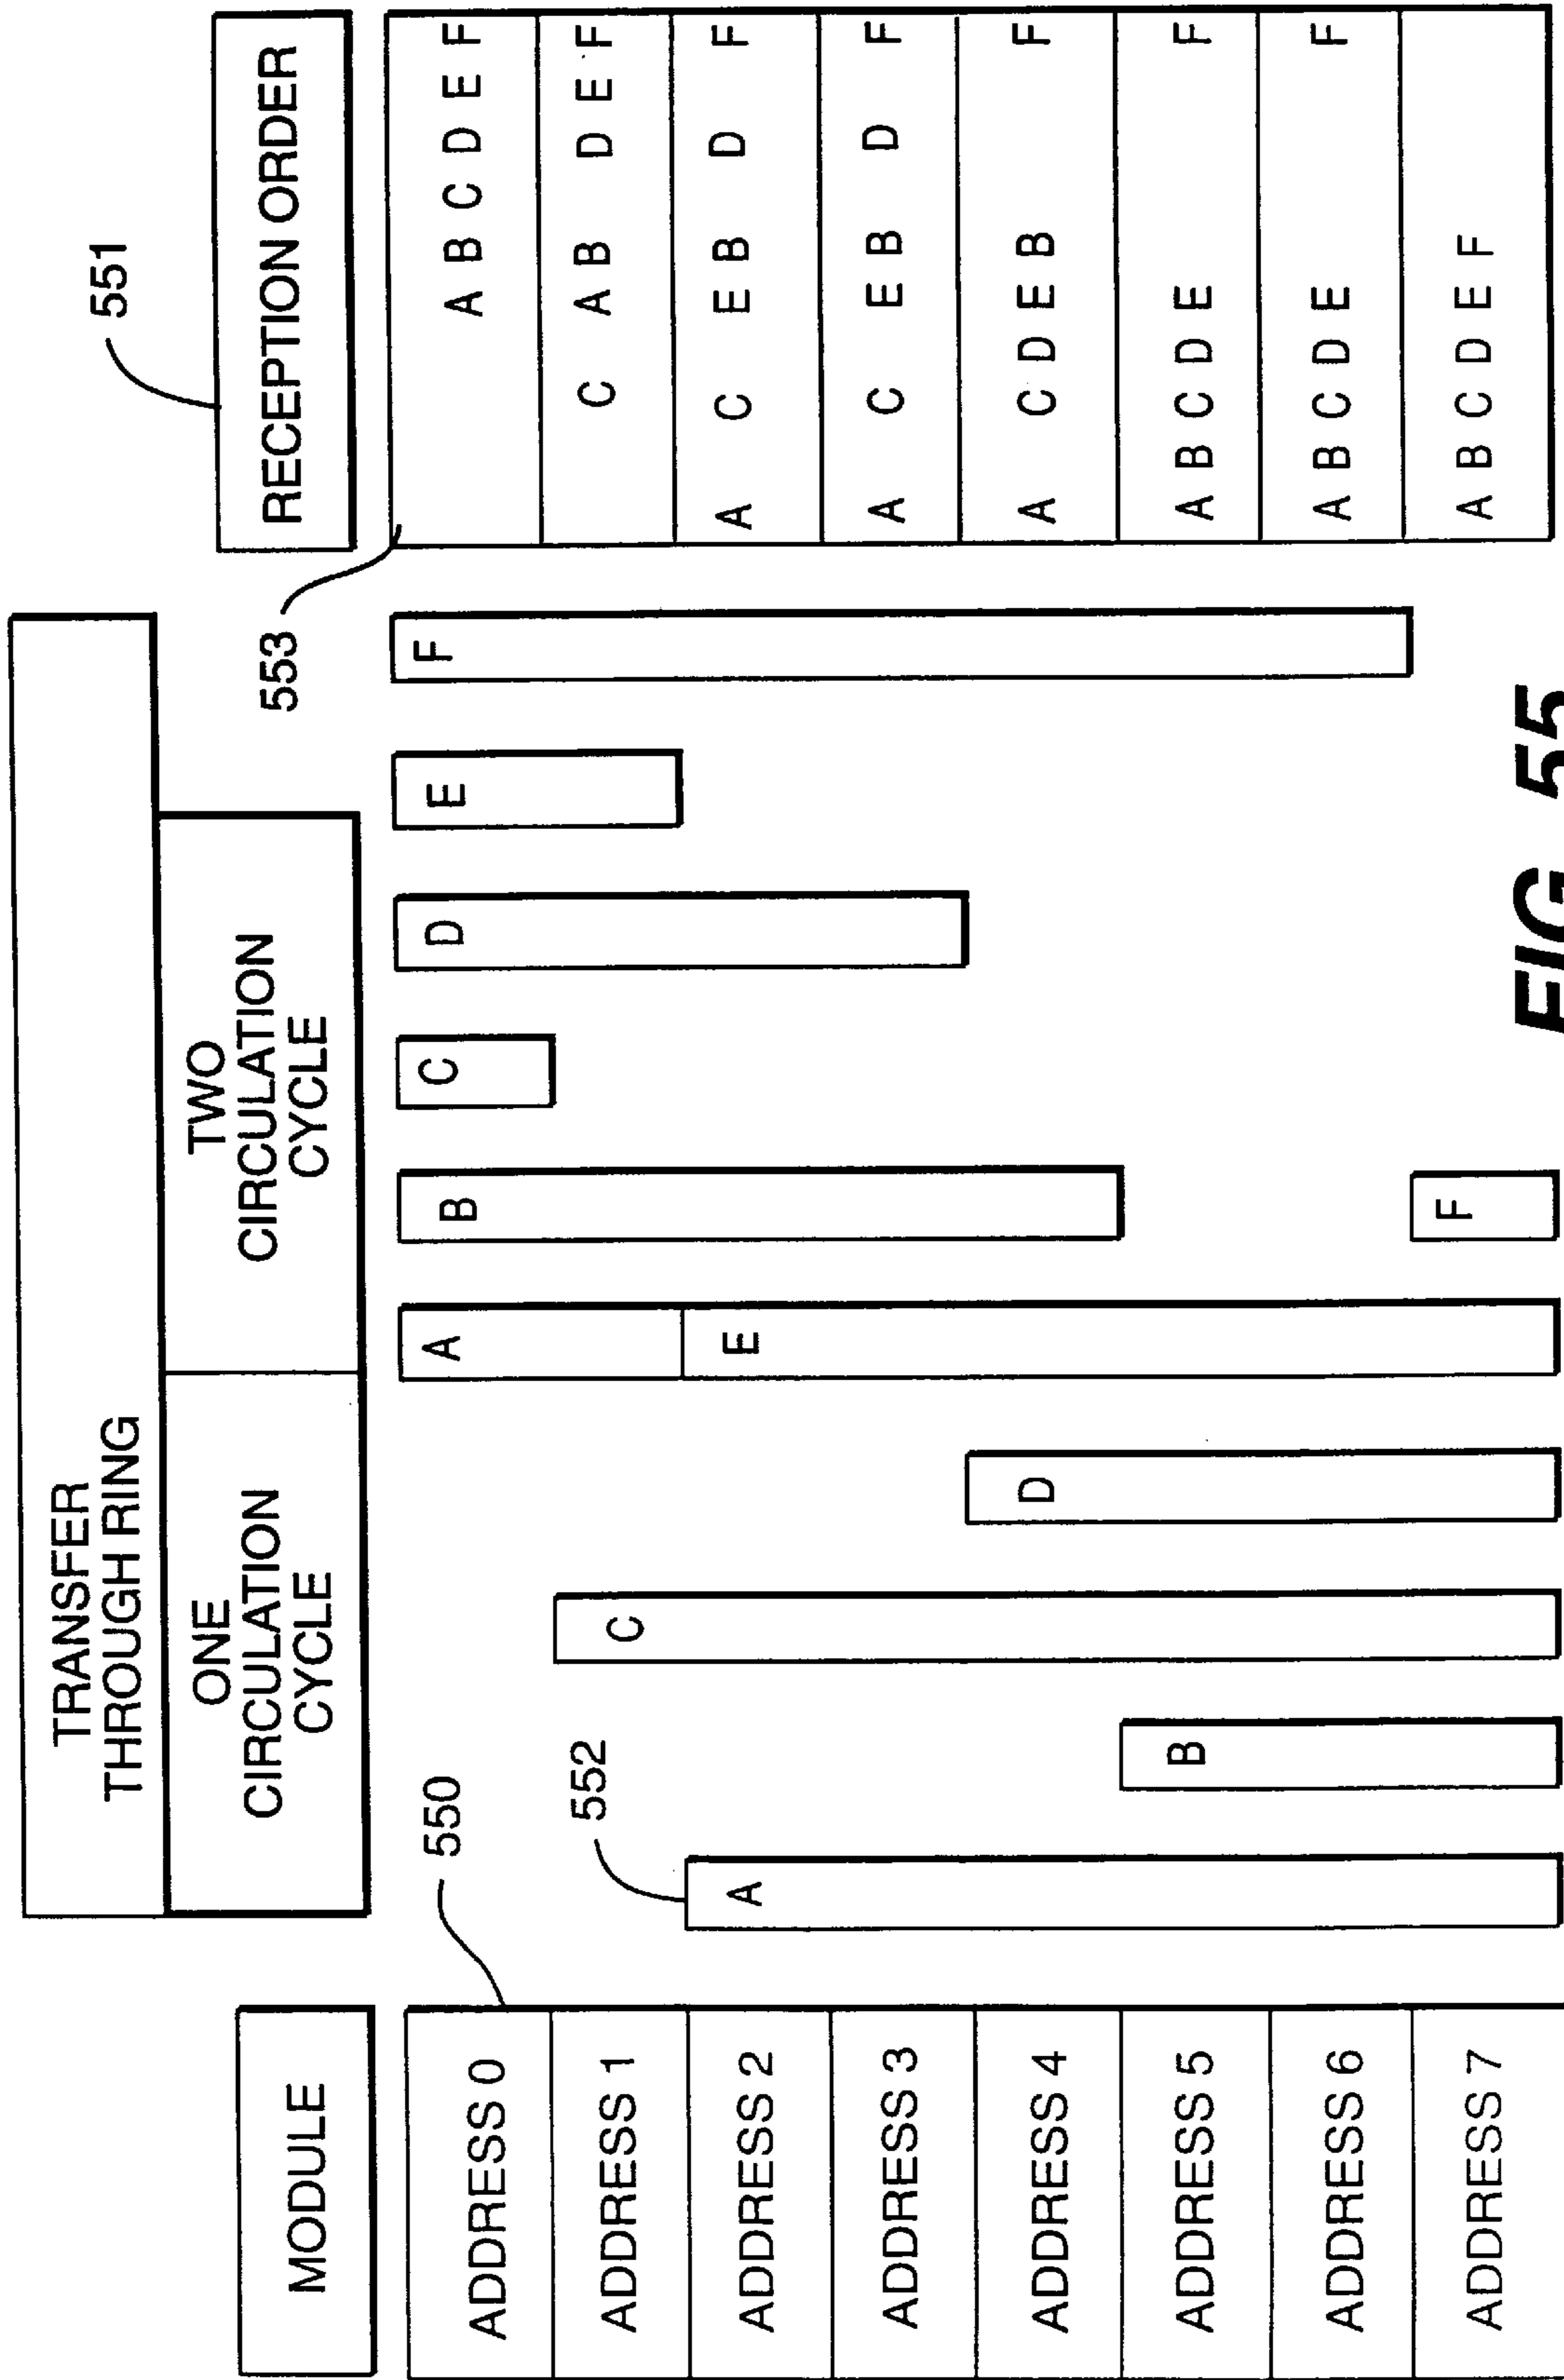 MODULE
TRANSFER
THROUGH RING
ONE
CIRCULATION
CYCLE
TWO
CIRCULATION
CYCLE
551
RECEPTION ORDER
550
552
553
ADDRESS 0
A
B
C
D
E
F
A B C D E F
ADDRESS 1
C
C A B D E F
ADDRESS 2
A
E
A C E B D F
ADDRESS 3
A C E B D F
ADDRESS 4
D
A C D E B F
ADDRESS 5
B
A B C D E F
ADDRESS 6
A B C D E F
ADDRESS 7
F
A B C D E F
FIG_55